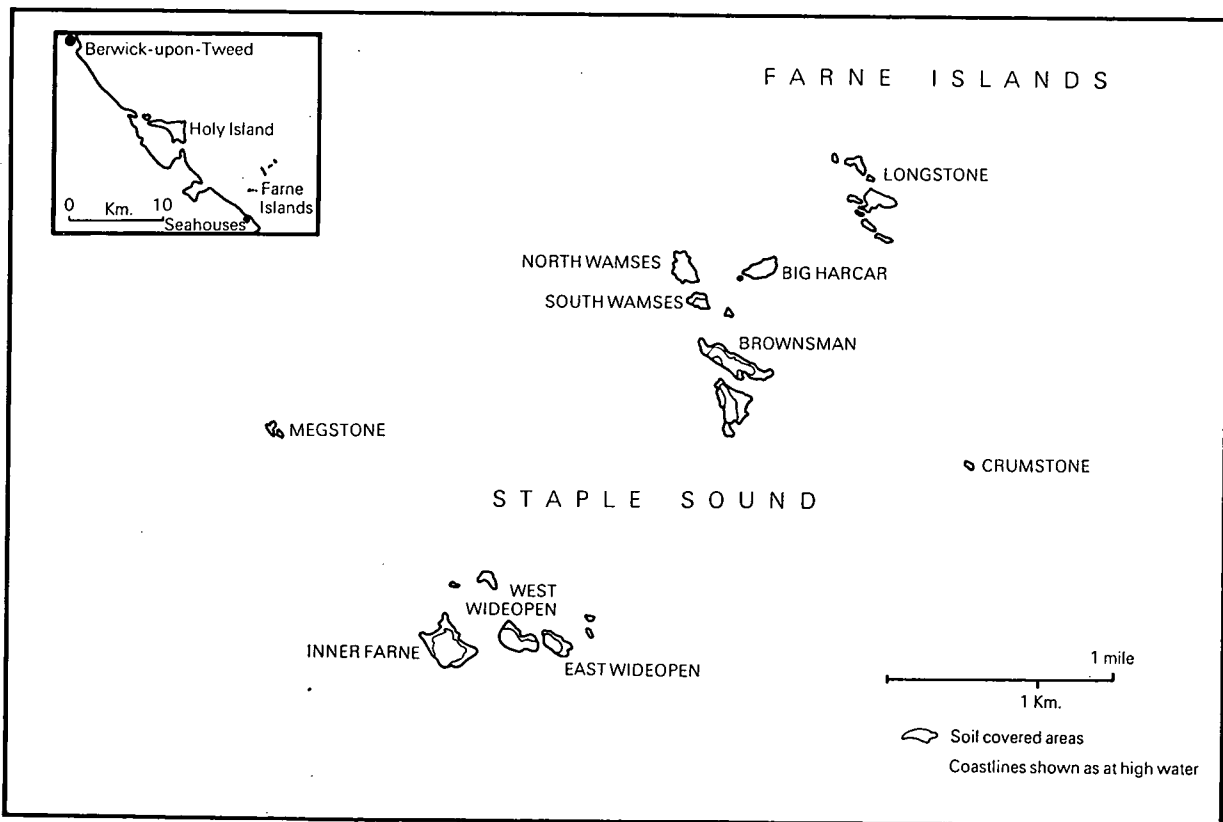 Berwick-upon-Tweed
Holy Island
Farne
Islands
0 Km. 10
Seahouses
FARNE ISLANDS
LONGSTONE
NORTH WAMSES
BIG HARCAR
SOUTH WAMSES
BROWNSMAN
MEGSTONE
CRUMSTONE
STAPLE SOUND
WEST
WIDEOPEN
INNER FARNE
EAST WIDEOPEN
1 mile
1 Km.
Soil covered areas
Coastlines shown as at high water